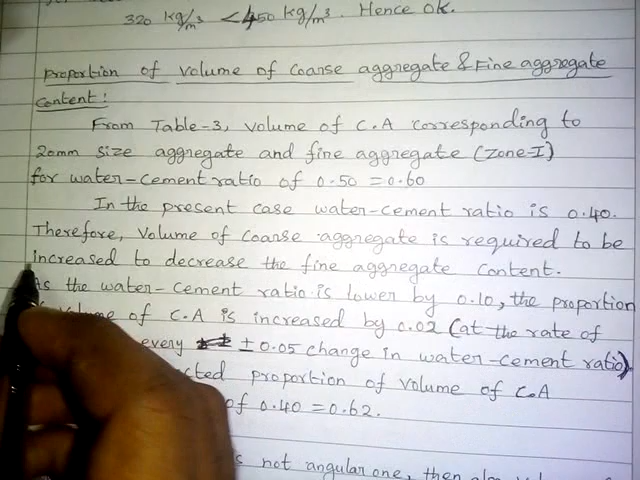 320 kg/m³ < 450 kg/m³. Hence OK.
Proportion of volume of coarse aggregate & Fine aggregate
content:
From Table-3, volume of C.A corresponding to
20mm size aggregate and fine aggregate (Zone-I)
for water-cement ratio of 0.50 = 0.60
In the present case water-cement ratio is 0.40.
Therefore, volume of coarse aggregate is required to be
increased to decrease the fine aggregate content.
As the water-cement ratio is lower by 0.10, the proportion
volume of C.A is increased by 0.02 (at the rate of
every ± 0.05 change in water-cement ratio)
proportion of volume of C.A
of 0.40 = 0.62.
not angular one, then also